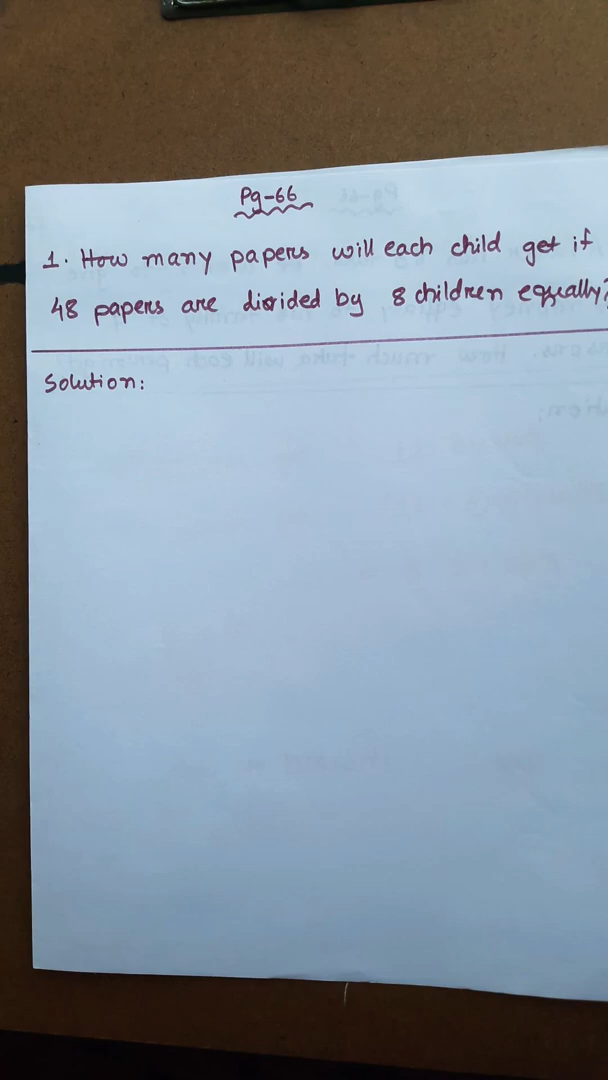 Pg-66
1. How many papers will each child get if
48 papers are divided by 8 children equally?
Solution: